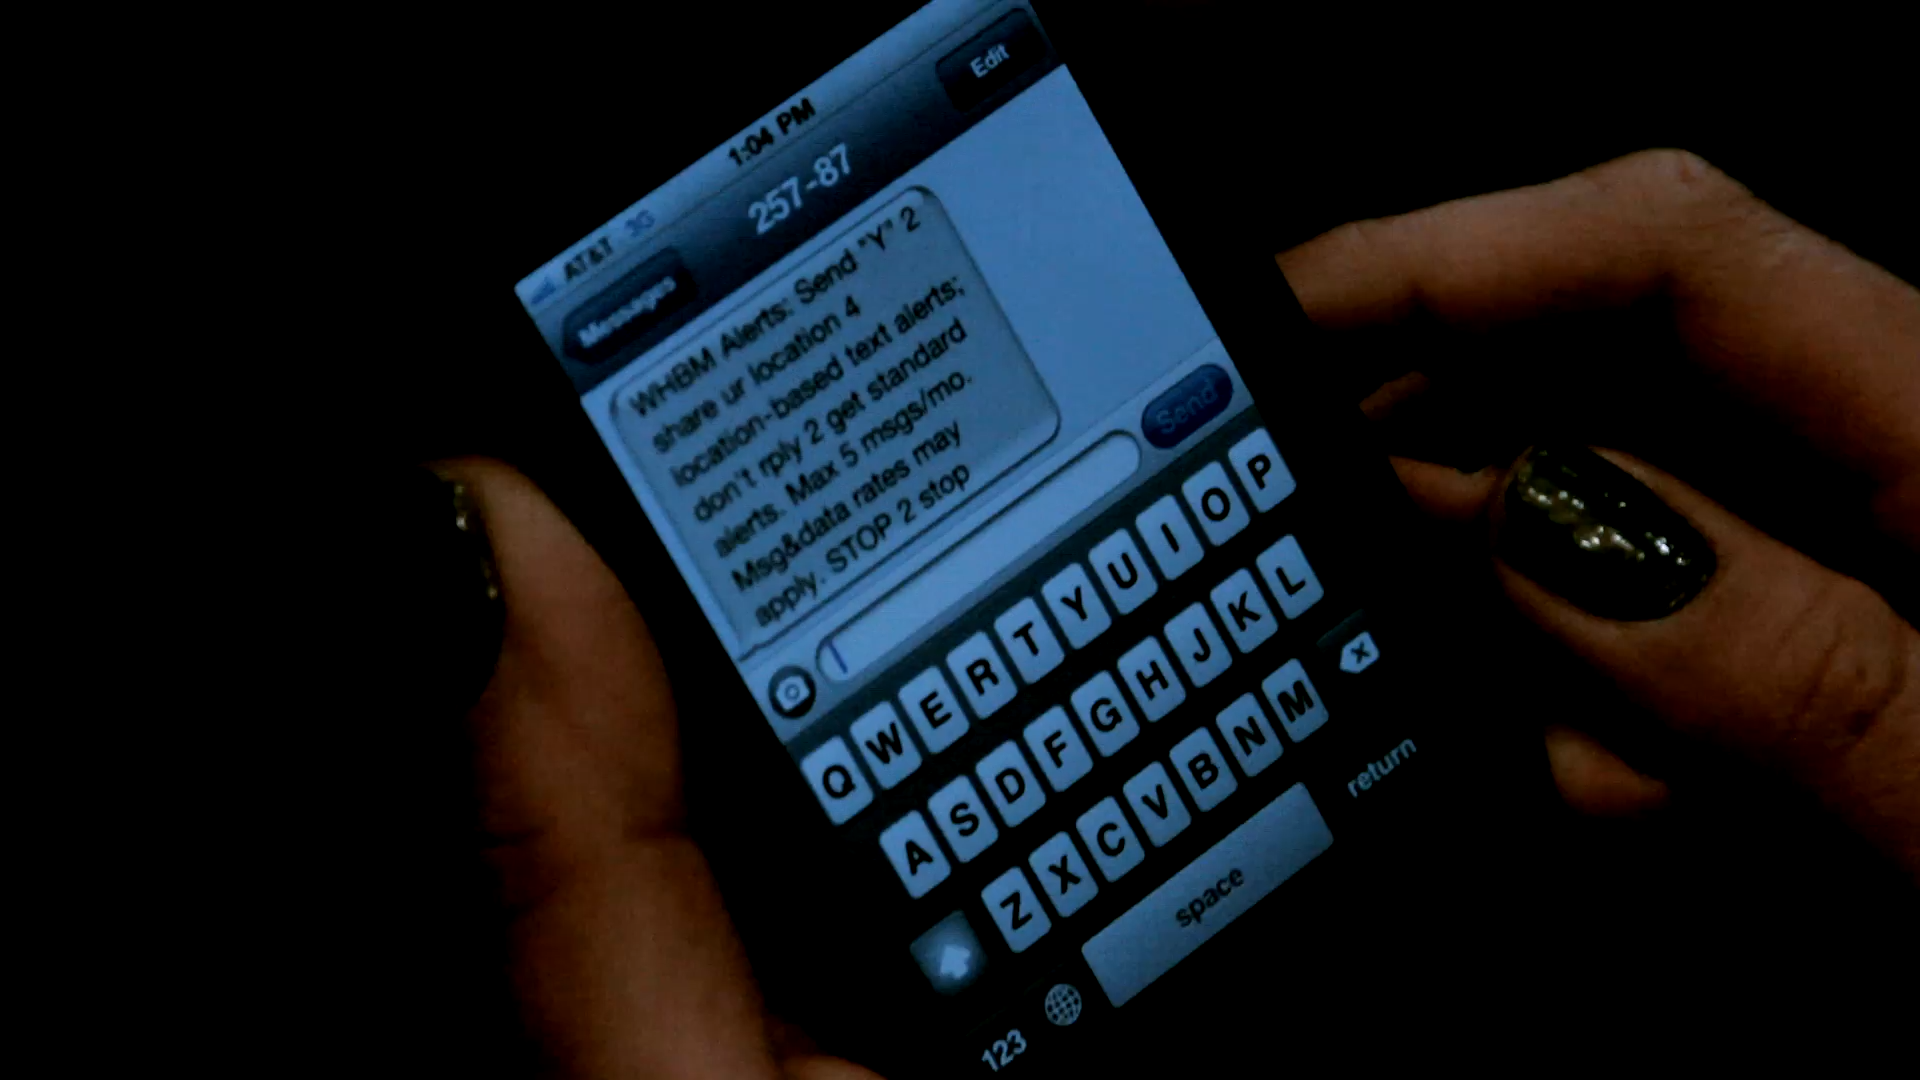 AT&T 3G 1:04 PM
Messages 257-87 Edit
WHBM Alerts: Send "Y" 2
share ur location 4
location-based text alerts;
don't rply 2 get standard
alerts. Max 5 msgs/mo.
Msg&data rates may
apply. STOP 2 stop
Send
Q W E R T Y U I O P
A S D F G H J K L
Z X C V B N M
123 space return